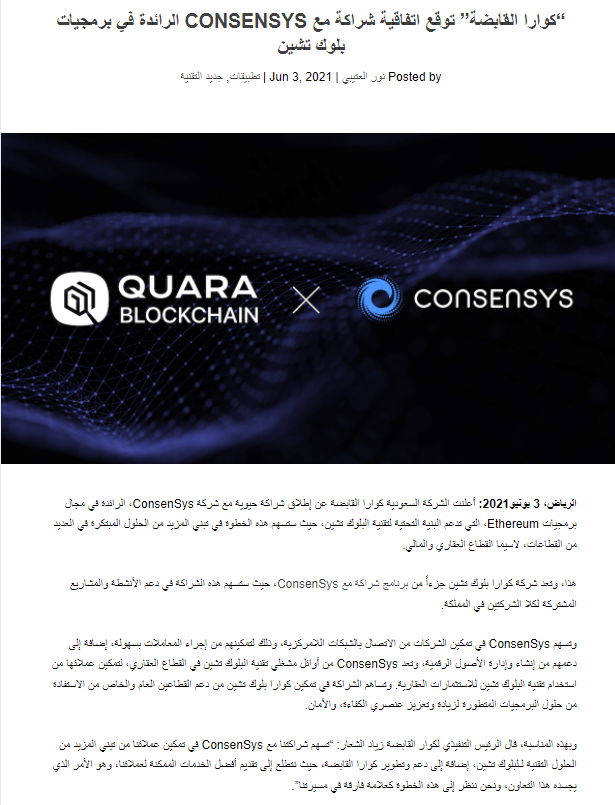 “كوارا القابضة” توقع اتفاقية شراكة مع CONSENSYS الرائدة في برمجيات
بلوك تشين
Posted by نور العتيبي | Jun 3, 2021 | تطبيقات, جديد التقنية
QUARA
BLOCKCHAIN
CONSENSYS
الرياض، 3 يونيو2021: أعلنت الشركة السعودية كوارا القابضة عن إطلاق شراكة حيوية مع شركة ConsenSys، الرائدة في مجال
برمجيات Ethereum، التي تدعم البنية التحتية لتقنية البلوك تشين، حيث ستسهم هذه الخطوة في تبني المزيد من الحلول المبتكرة في العديد
من القطاعات، لاسيما القطاع العقاري والمالي.
هذا، وتعد شركة كوارا بلوك تشين جزءاً من برنامج شراكة مع ConsenSys، حيث ستسهم هذه الشراكة في دعم الأنشطة والمشاريع
المشتركة لكلا الشركتين في المملكة.
وتسهم ConsenSys في تمكين الشركات من الاتصال بالشبكات اللامركزية، وذلك لتمكينهم من إجراء المعاملات بسهولة، إضافة إلى
دعمهم من إنشاء وإدارة الأصول الرقمية، وتعد ConsenSys من أوائل مشغلي تقنية البلوك تشين في القطاع العقاري، لتمكين عملائها من
استخدام تقنية البلوك تشين للاستثمارات العقارية. وتساهم الشراكة في تمكين كوارا بلوك تشين من دعم القطاعين العام والخاص من الاستفادة
من حلول البرمجيات المتطورة لزيادة وتعزيز عنصري الكفاءة، والأمان.
وبهذه المناسبة، قال الرئيس التنفيذي لكوار القابضة زياد الشعار: “تسهم شراكتنا مع ConsenSys في تمكين عملائنا من تبني المزيد من
الحلول التقنية للبلوك تشين، إضافة إلى دعم وتطوير كوارا القابضة، حيث نتطلع إلى تقديم أفضل الخدمات الممكنة لعملائنا، وهو الأمر الذي
يجسده هذا التعاون، ونحن ننظر إلى هذه الخطوة كعلامة فارقة في مسيرتنا”.